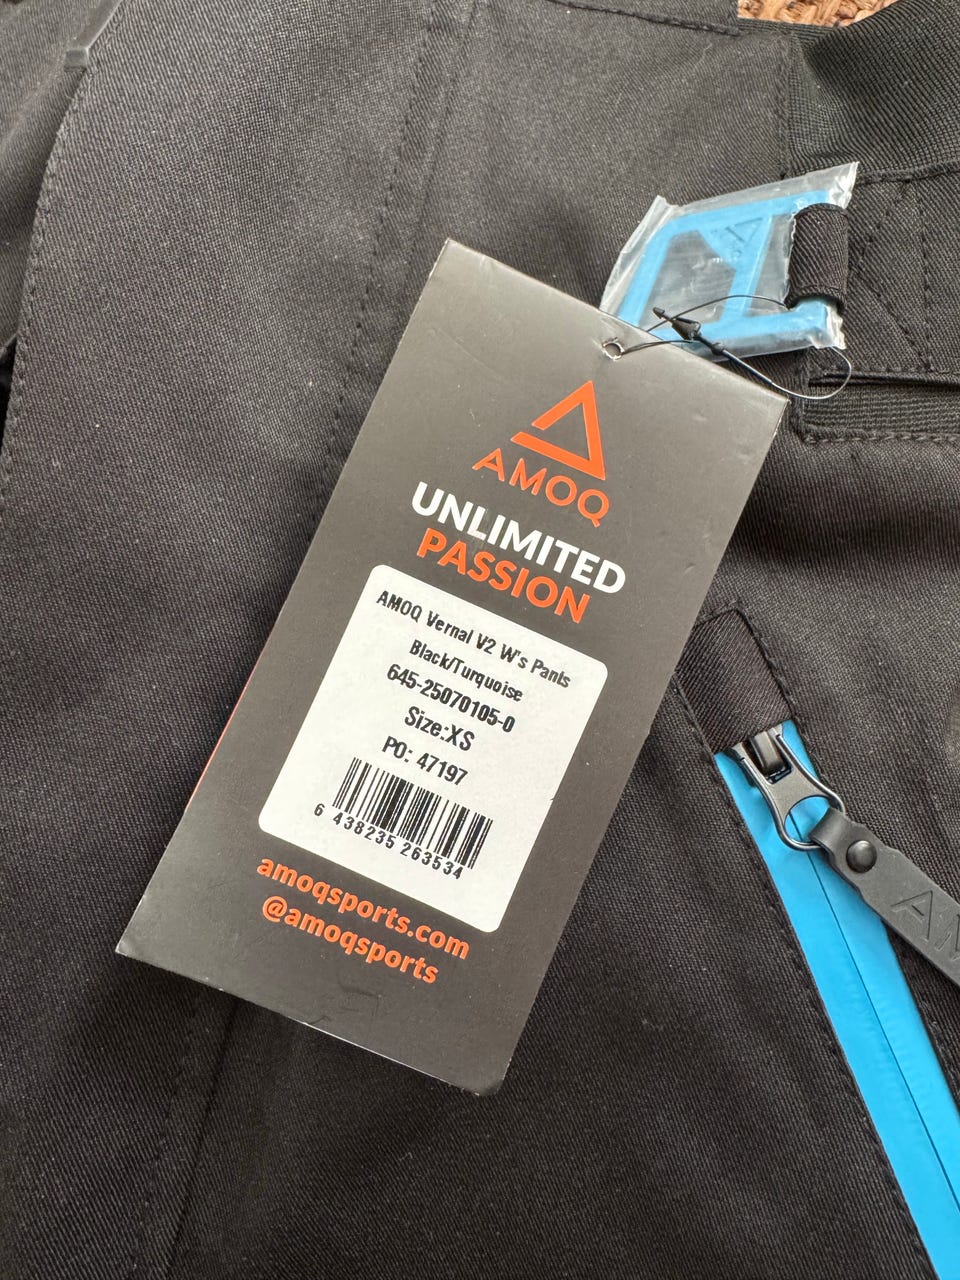 AMOQ
UNLIMITED
PASSION
AMOQ Vernal V2 W's Pants
Black/Turquoise
645-25070105-0
Size:XS
PO: 47197
6 438235 263534
amoqsports.com
@amoqsports